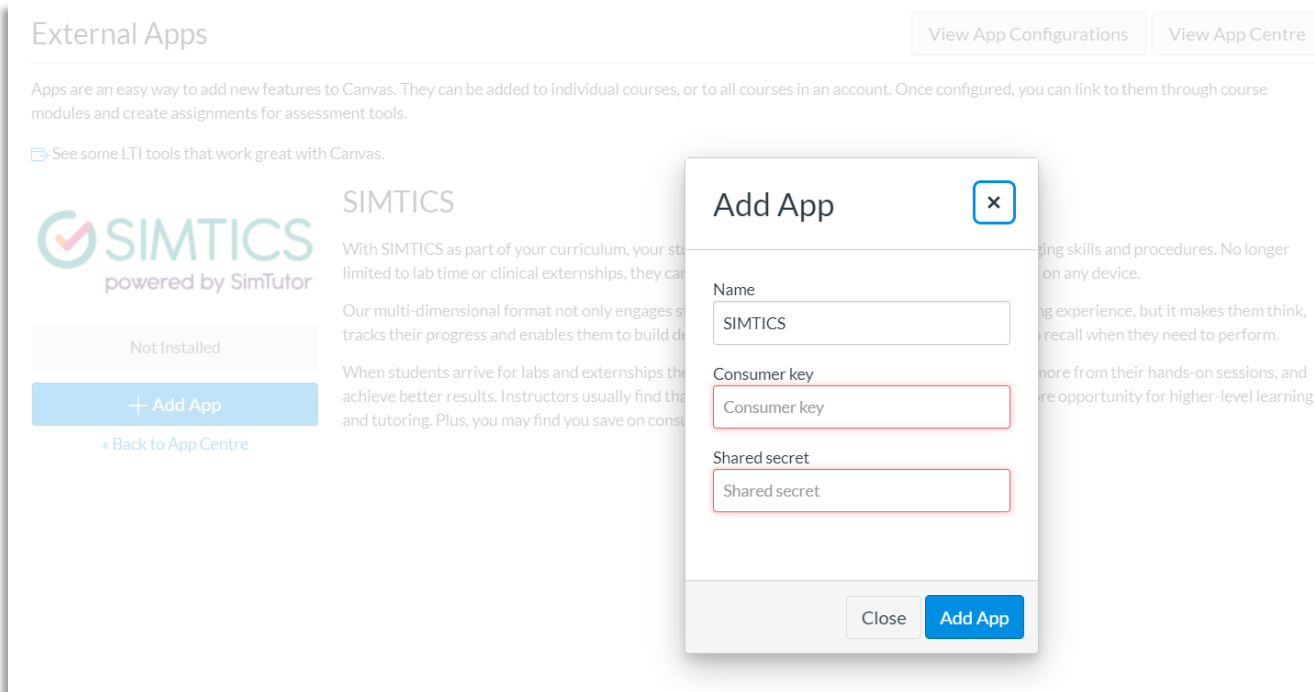 External Apps
View App Configurations
View App Centre
Apps are an easy way to add new features to Canvas. They can be added to individual courses, or to all courses in an account. Once configured, you can link to them through course
modules and create assignments for assessment tools.
See some LTI tools that work great with Canvas.
SIMTICS
powered by SimTutor
Not Installed
+ Add App
« Back to App Centre
SIMTICS
With SIMTICS as part of your curriculum, your
ging skills and procedures. No longer
limited to lab time or clinical externships, they
on any device.
Our multi-dimensional format not only engages
experience, but it makes them think,
tracks their progress and enables them to build
recall when they need to perform.
When students arrive for labs and externships
more from their hands-on sessions, and
achieve better results. Instructors usually find
opportunity for higher-level learning
and tutoring. Plus, you may find you save on
Add App
×
Name
SIMTICS
Consumer key
Consumer key
Shared secret
Shared secret
Close
Add App